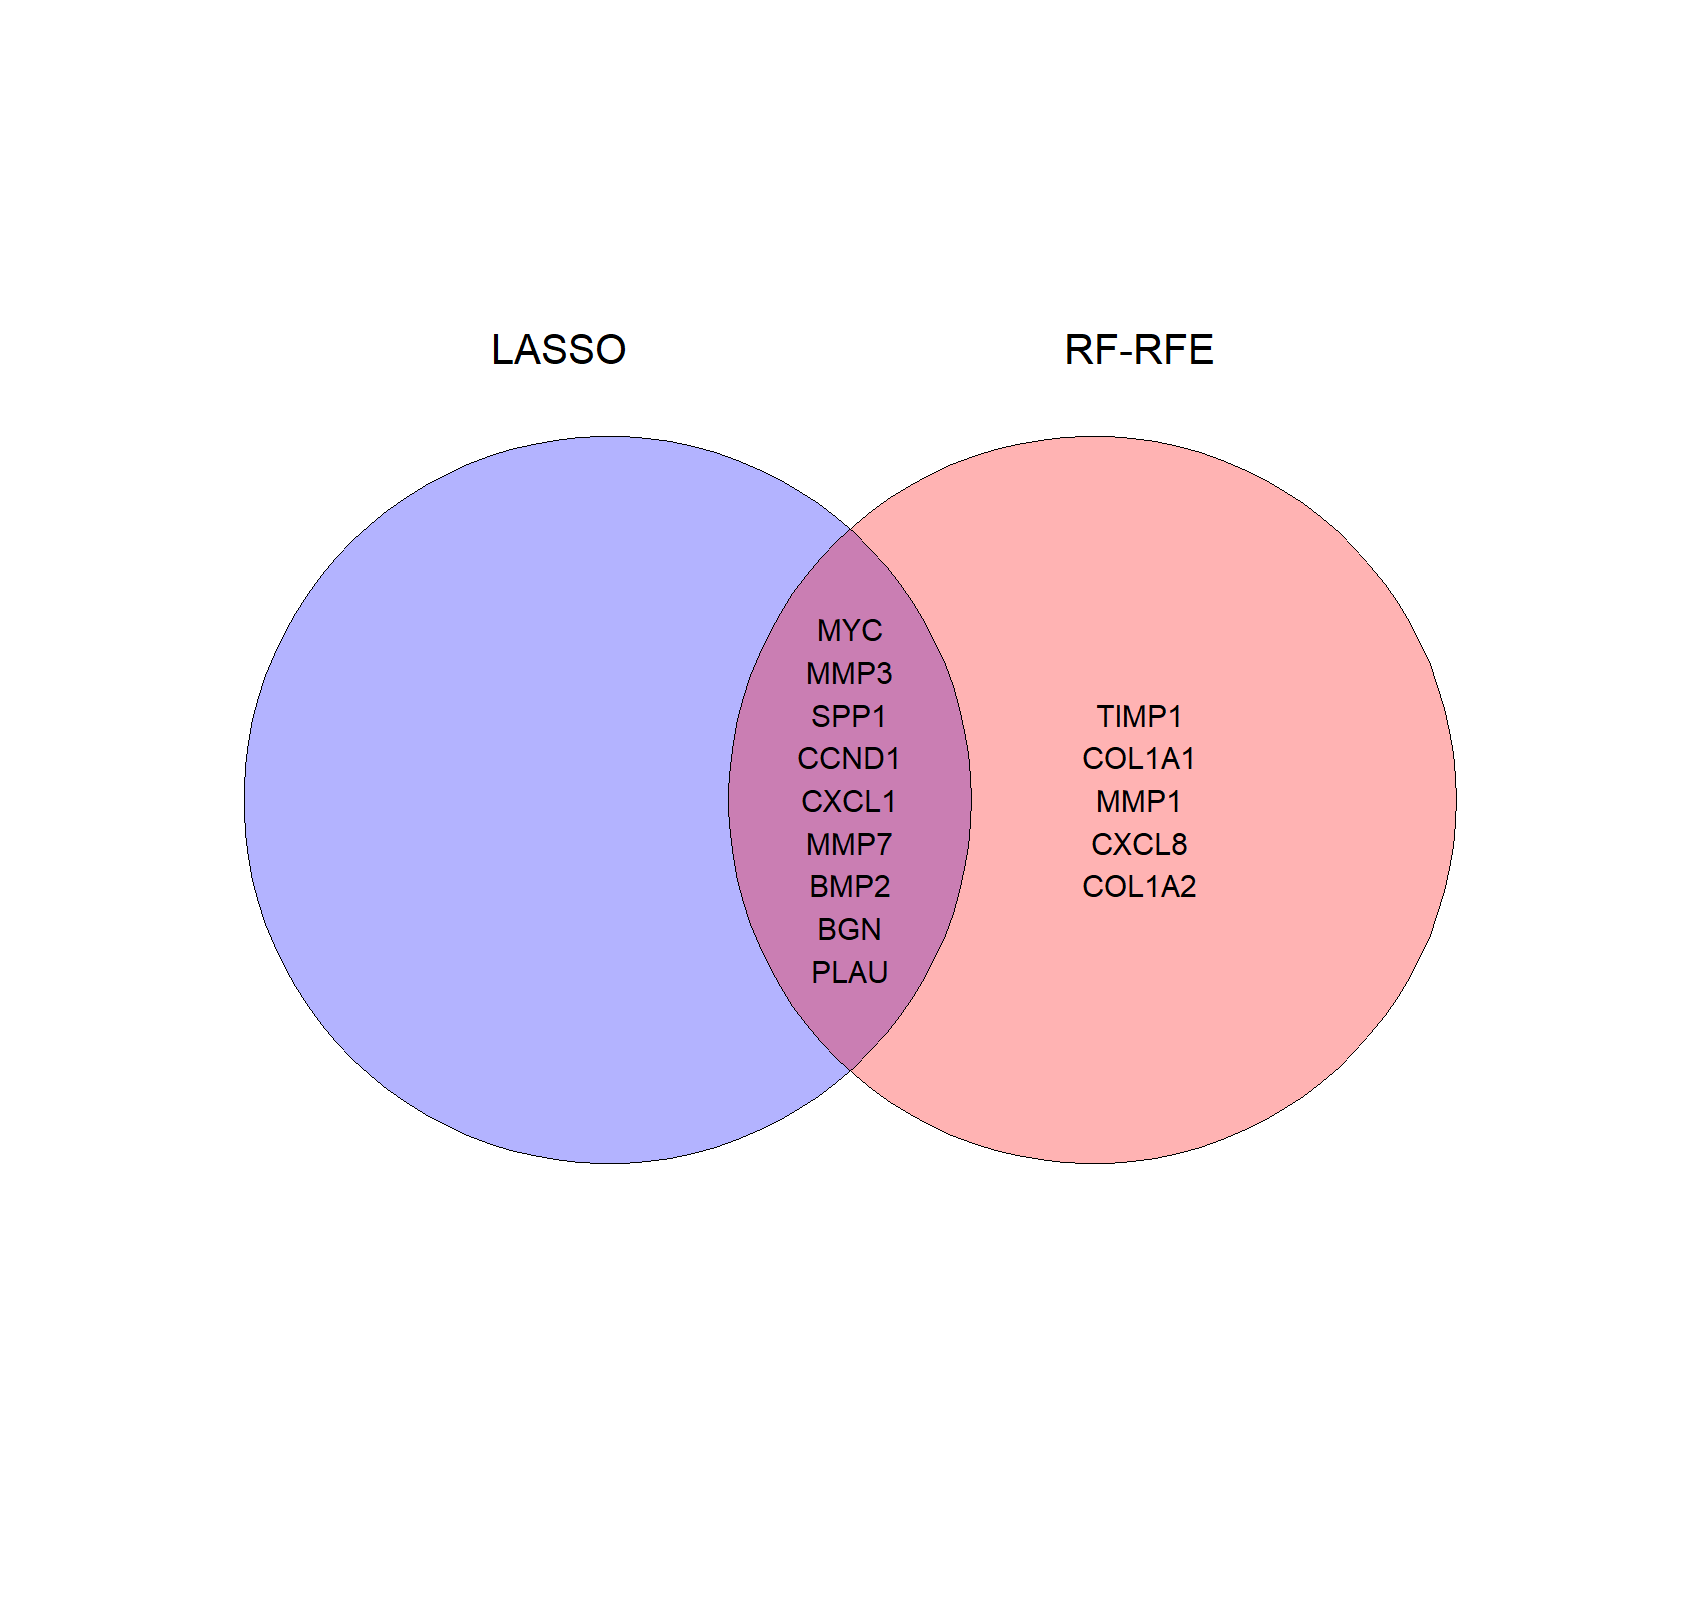 LASSO
RF-RFE
MYC
MMP3
SPP1
CCND1
CXCL1
MMP7
BMP2
BGN
PLAU
TIMP1
COL1A1
MMP1
CXCL8
COL1A2